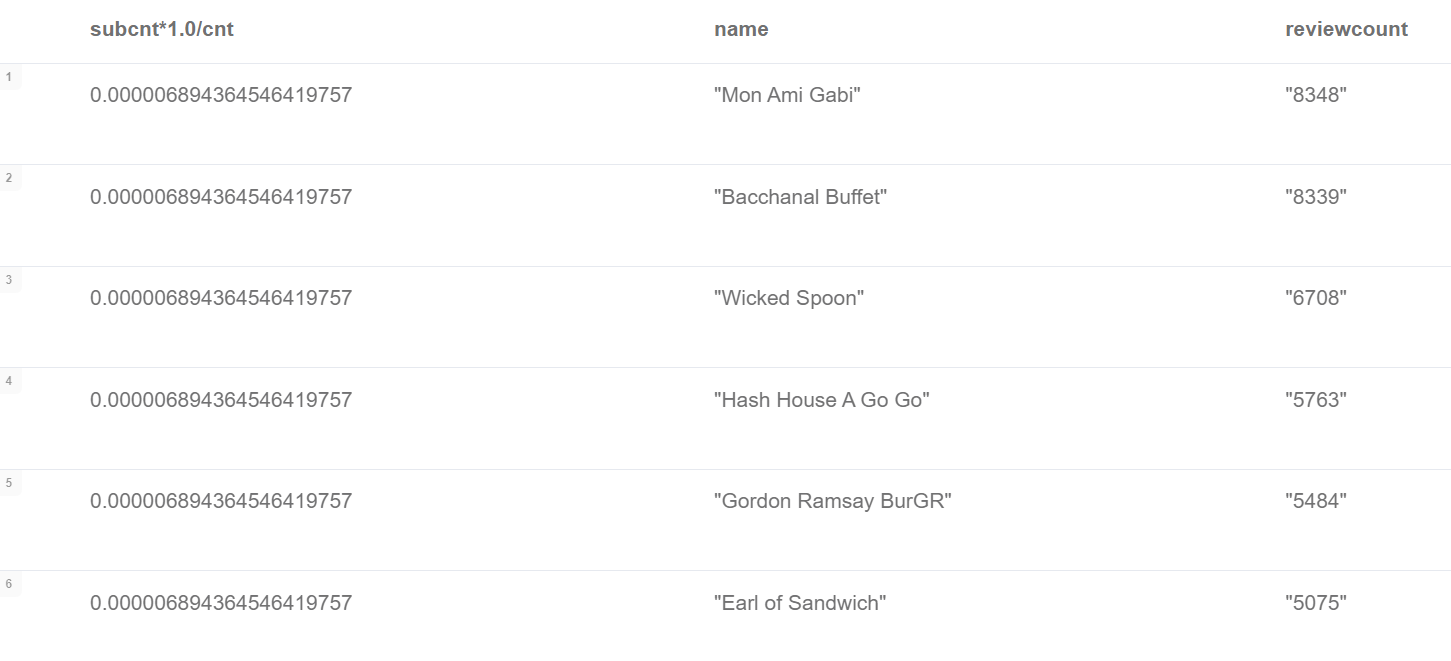 subcnt*1.0/cnt name reviewcount
1 0.000006894364546419757 "Mon Ami Gabi" "8348"
2 0.000006894364546419757 "Bacchanal Buffet" "8339"
3 0.000006894364546419757 "Wicked Spoon" "6708"
4 0.000006894364546419757 "Hash House A Go Go" "5763"
5 0.000006894364546419757 "Gordon Ramsay BurGR" "5484"
6 0.000006894364546419757 "Earl of Sandwich" "5075"